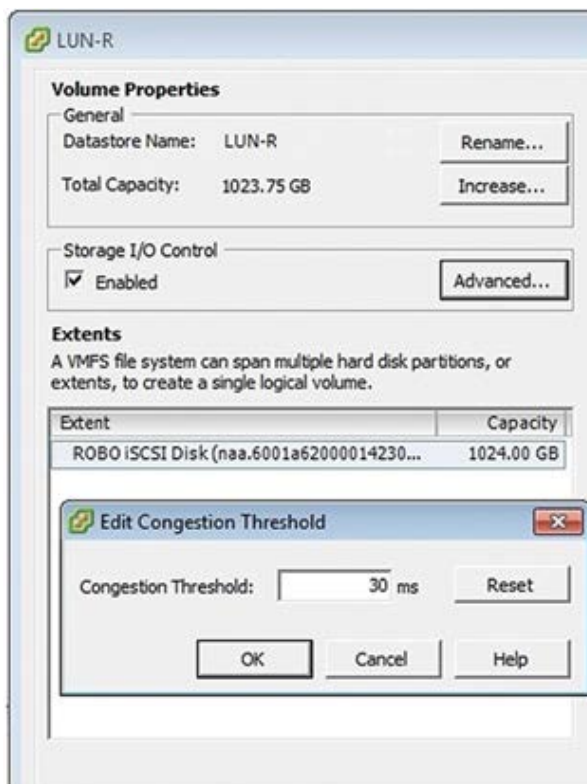 LUN-R
Volume Properties
General
Datastore Name: LUN-R Rename...
Total Capacity: 1023.75 GB Increase...
Storage I/O Control
Enabled Advanced...
Extents
A VMFS file system can span multiple hard disk partitions, or
extents, to create a single logical volume.
Extent Capacity
ROBO iSCSI Disk (naa.6001a62000014230... 1024.00 GB
Edit Congestion Threshold
Congestion Threshold: 30 ms Reset
OK Cancel Help